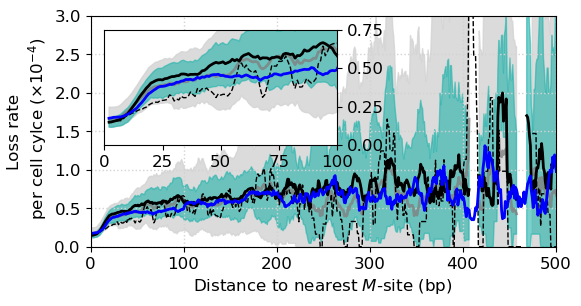 3.0
2.5
2.0
1.5
1.0
0.5
0.0
Loss rate
per cell cylce (×10⁻⁴)
0.75
0.50
0.25
0.00
0 25 50 75 100
0 100 200 300 400 500
Distance to nearest M-site (bp)